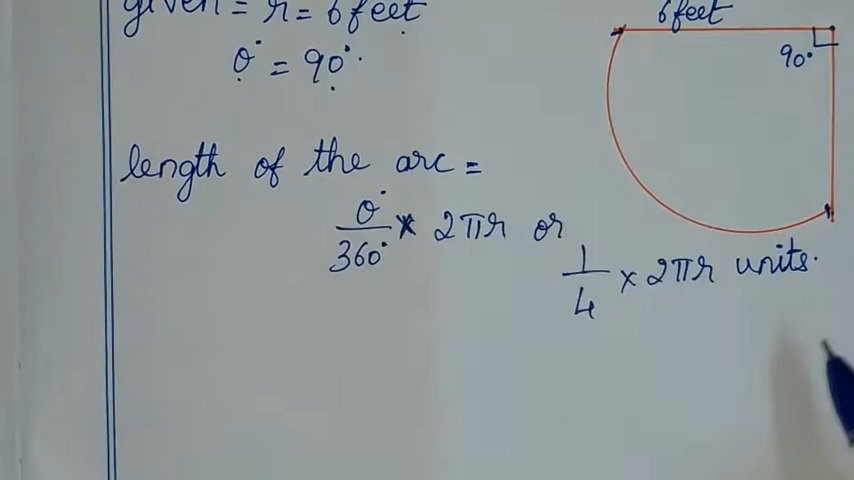 given = r = 6 feet
θ° = 90°.
6 feet
90°
length of the arc =
θ°/360° × 2πr or
1/4 × 2πr units.